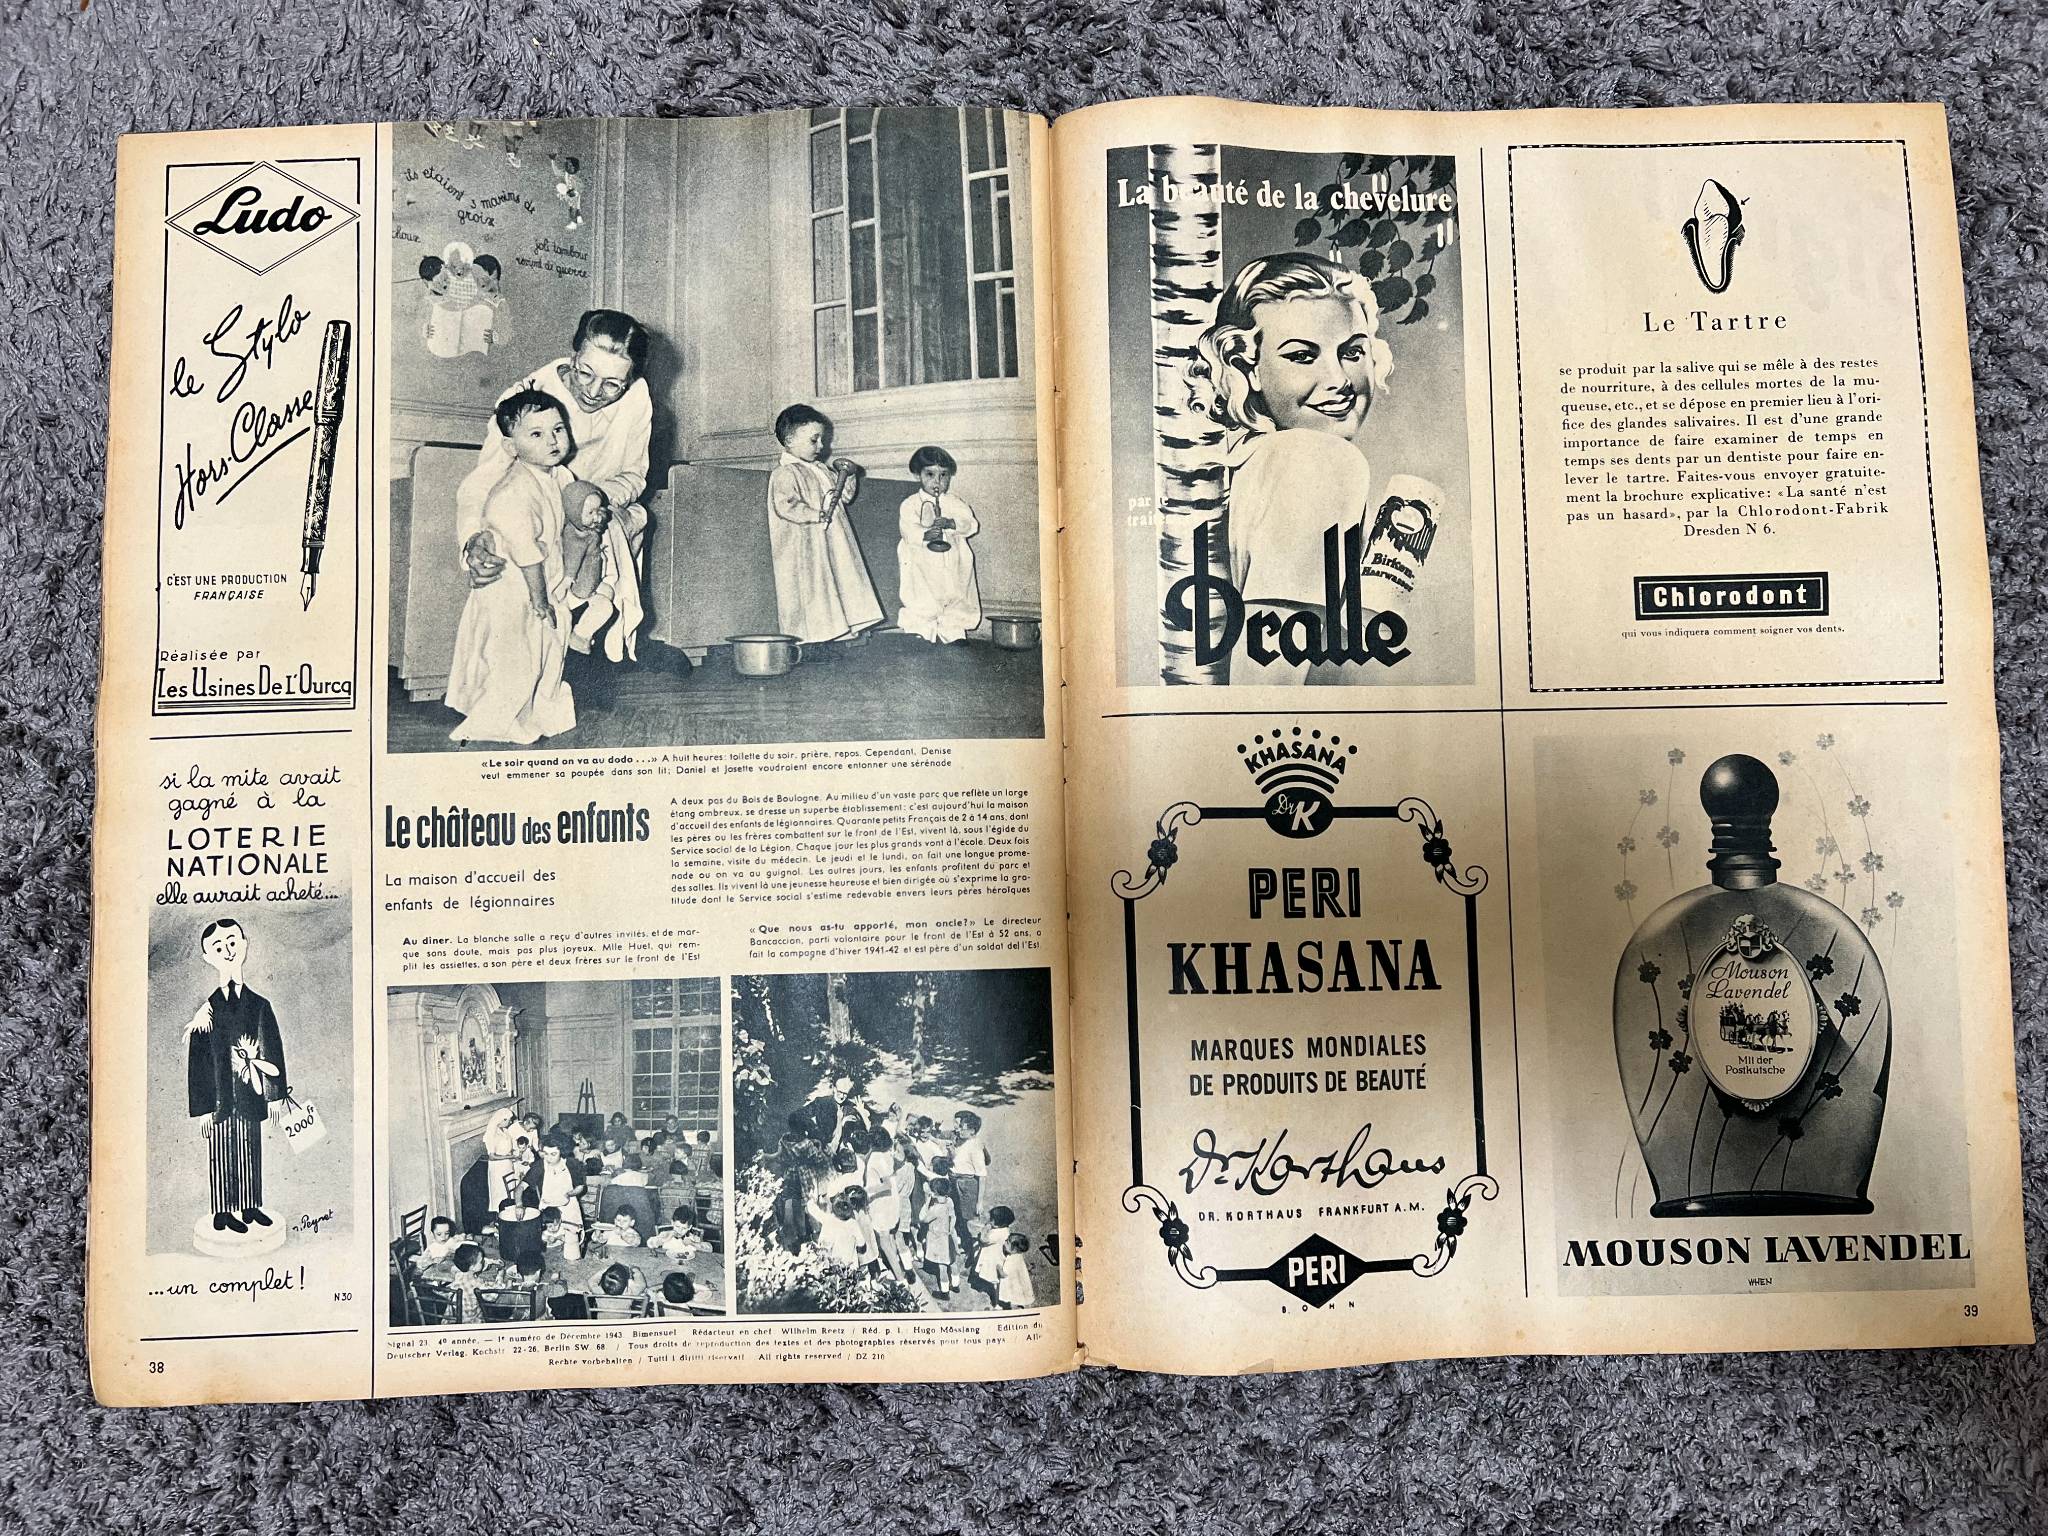 Ludo
le Stylo
Hors-Classe
C'EST UNE PRODUCTION
FRANÇAISE
Réalisée par
Les Usines De L'Ourcq
si la mite avait
gagné à la
LOTERIE
NATIONALE
elle aurait acheté...
2000 Fr
r. Peynet
...un complet!
N30
38
ils etaient 3 marins de
groix
choux
joli tambour
revient de guerre
«Le soir quand on va au dodo...» A huit heures: toilette du soir, prière, repos. Cependant, Denise
veut emmener sa poupée dans son lit; Daniel et Josette voudraient encore entonner une sérénade
Le château des enfants
La maison d'accueil des
enfants de légionnaires
A deux pas du Bois de Boulogne. Au milieu d'un vaste parc que reflète un large
étang ombreux, se dresse un superbe établissement: c'est aujourd'hui la maison
d'accueil des enfants de légionnaires. Quarante petits Français de 2 à 14 ans, dont
les pères ou les frères combattent sur le front de l'Est, vivent là, sous l'égide du
Service social de la Légion. Chaque jour les plus grands vont à l'école. Deux fois
la semaine, visite du médecin. Le jeudi et le lundi, on fait une longue prome-
nade ou on va au guignol. Les autres jours, les enfants profitent du parc et
des salles. Ils vivent là une jeunesse heureuse et bien dirigée où s'exprime la gra-
titude dont le Service social s'estime redevable envers leurs pères héroïques
Au dîner. La blanche salle a reçu d'autres invités, et de mar-
que sans doute, mais pas plus joyeux. Mlle Huet, qui rem-
plit les assiettes, a son père et deux frères sur le front de l'Est
«Que nous as-tu apporté, mon oncle?» Le directeur
Bancaccian, parti volontaire pour le front de l'Est à 52 ans, a
fait la campagne d'hiver 1941-42 et est père d'un soldat de l'Est.
Signal 23. 4e année. — 1er numéro de Décembre 1943 Bimensuel Rédacteur en chef Wilhelm Reetz / Réd. p. i.: Hugo Mösslang / Edition du
Deutscher Verlag, Kochstr. 22-26, Berlin SW. 68 / Tous droits de reproduction des textes et des photographies réservés pour tous pays / Alle
Rechte vorbehalten / Tutti i diritti riservati All rights reserved / DZ 210
La beauté de la chevelure
par le
Birken-
Haarwasser
Dralle
Le Tartre
se produit par la salive qui se mêle à des restes
de nourriture, à des cellules mortes de la mu-
queuse, etc., et se dépose en premier lieu à l'ori-
fice des glandes salivaires. Il est d'une grande
importance de faire examiner de temps en
temps ses dents par un dentiste pour faire en-
lever le tartre. Faites-vous envoyer gratuite-
ment la brochure explicative: «La santé n'est
pas un hasard», par la Chlorodont-Fabrik
Dresden N 6.
Chlorodont
qui vous indiquera comment soigner vos dents.
KHASANA
Dr K
PERI
KHASANA
MARQUES MONDIALES
DE PRODUITS DE BEAUTÉ
Dr. Korthaus
DR. KORTHAUS FRANKFURT A. M.
PERI
BOHN
Mouson
Lavendel
Mit der
Postkutsche
MOUSON LAVENDEL
WHEN
39